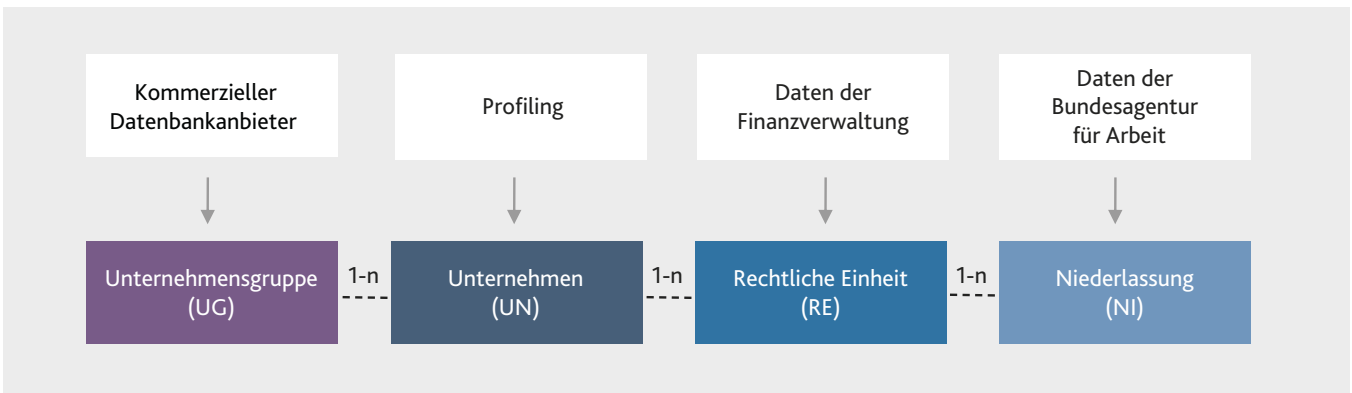 Kommerzieller
Datenbankanbieter
Profiling
Daten der
Finanzverwaltung
Daten der
Bundesagentur
für Arbeit
Unternehmensgruppe
(UG)
1-n
Unternehmen
(UN)
1-n
Rechtliche Einheit
(RE)
1-n
Niederlassung
(NI)